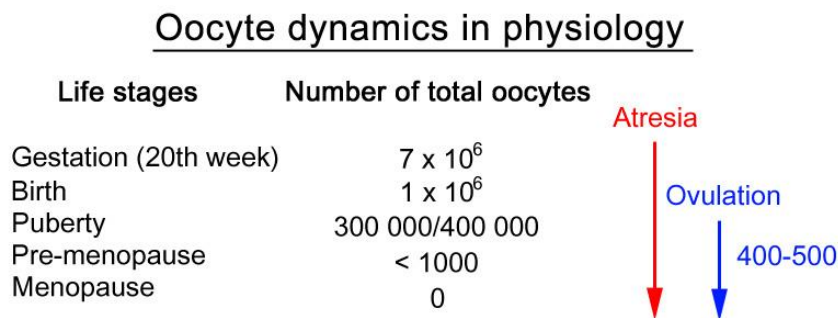 Oocyte dynamics in physiology
Life stages Number of total oocytes
Atresia
Gestation (20th week) 7 x 10⁶
Birth 1 x 10⁶
Ovulation
Puberty 300 000/400 000
Pre-menopause < 1000
400-500
Menopause 0